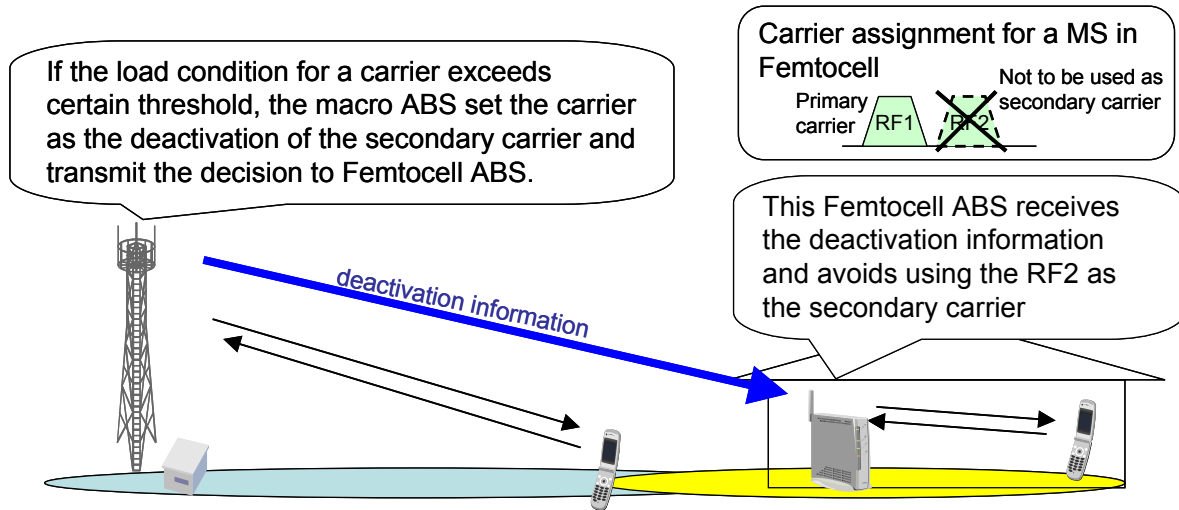 If the load condition for a carrier exceeds
certain threshold, the macro ABS set the carrier
as the deactivation of the secondary carrier and
transmit the decision to Femtocell ABS.
Carrier assignment for a MS in
Femtocell
Primary
carrier
RF1
RF2
Not to be used as
secondary carrier
This Femtocell ABS receives
the deactivation information
and avoids using the RF2 as
the secondary carrier
deactivation information